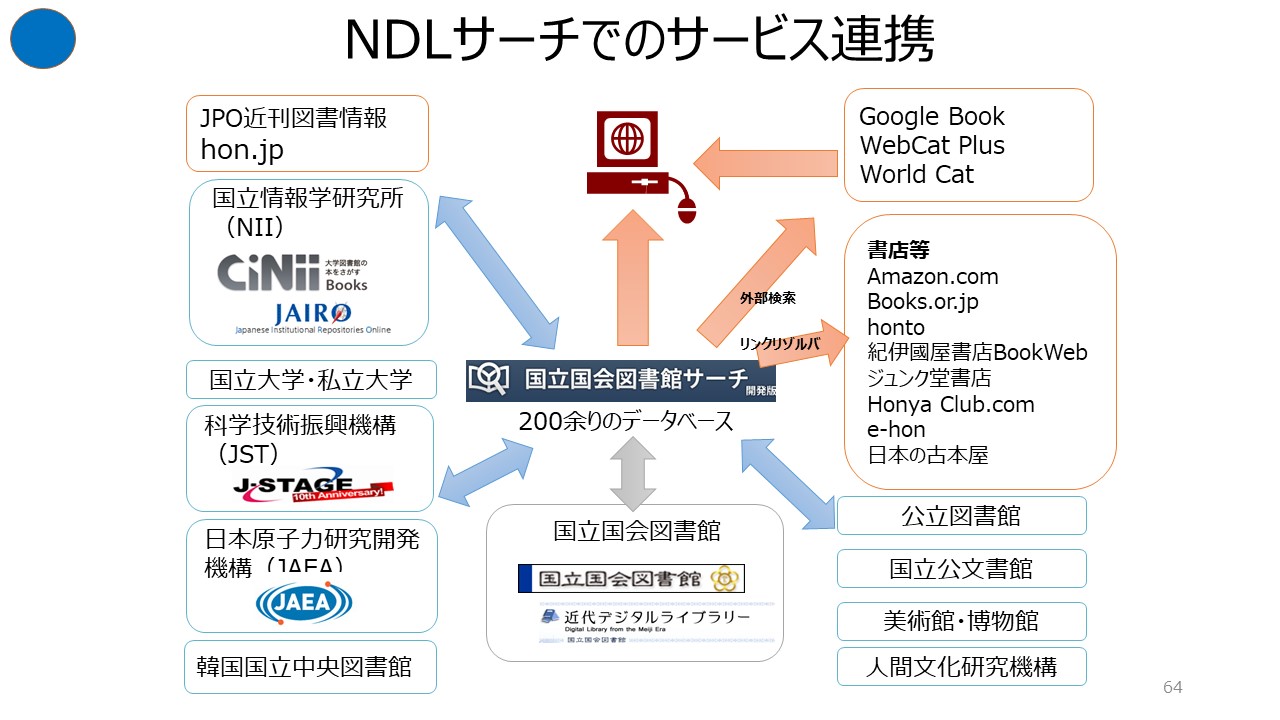 NDLサーチでのサービス連携
JPO近刊図書情報
hon.jp
国立情報学研究所
（NII）
CiNii 大学図書館の
本をさがす
Books
JAIRO
Japanese Institutional Repositories Online
国立大学・私立大学
科学技術振興機構
（JST）
J-STAGE
10th Anniversary!
日本原子力研究開発
機構（JAEA）
JAEA
韓国国立中央図書館
外部検索
リンクリゾルバ
国立国会図書館サーチ
開発版
200余りのデータベース
国立国会図書館
国立国会図書館
近代デジタルライブラリー
Digital Library from the Meiji Era
国立国会図書館
Google Book
WebCat Plus
World Cat
書店等
Amazon.com
Books.or.jp
honto
紀伊國屋書店BookWeb
ジュンク堂書店
Honya Club.com
e-hon
日本の古本屋
公立図書館
国立公文書館
美術館・博物館
人間文化研究機構
64